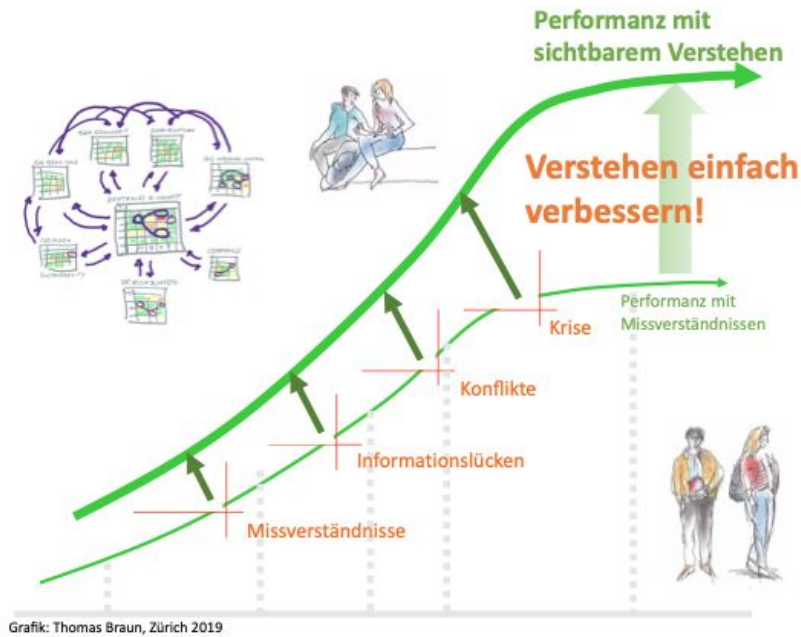 Performanz mit
sichtbarem Verstehen
Verstehen einfach
verbessern!
Performanz mit
Missverständnissen
Krise
Konflikte
Informationslücken
Missverständnisse
Grafik: Thomas Braun, Zürich 2019